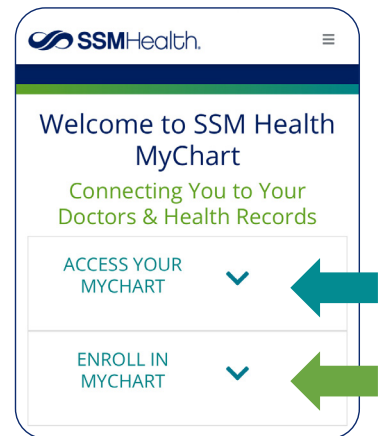 SSMHealth.
Welcome to SSM Health
MyChart
Connecting You to Your
Doctors & Health Records
ACCESS YOUR
MYCHART
ENROLL IN
MYCHART